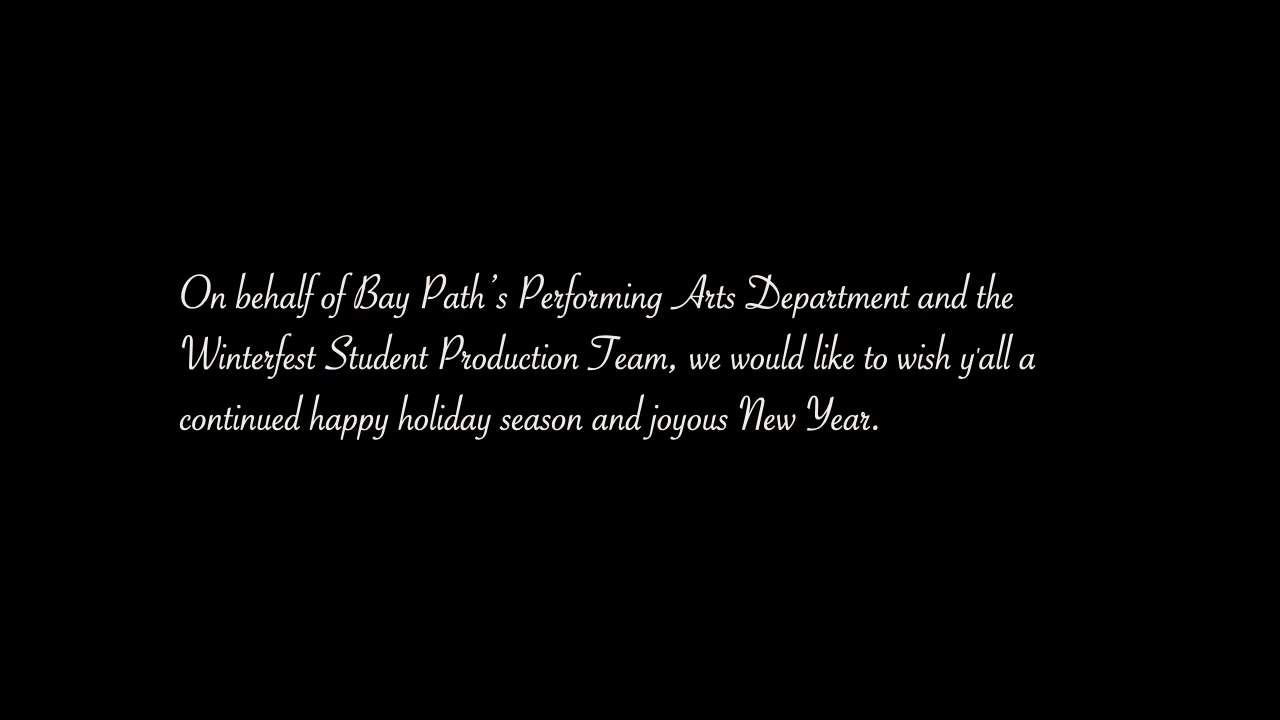 On behalf of Bay Path’s Performing Arts Department and the
Winterfest Student Production Team, we would like to wish y'all a
continued happy holiday season and joyous New Year.